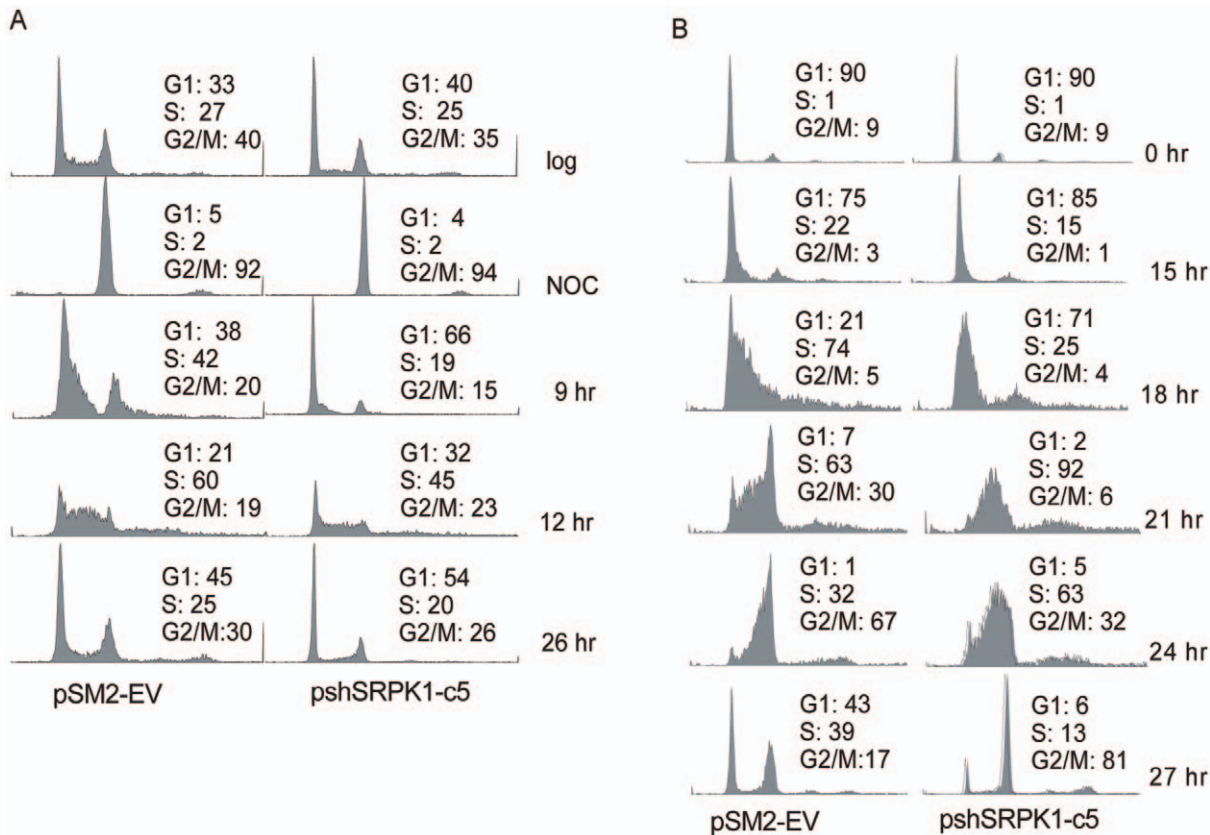 A
G1: 33
S: 27
G2/M: 40
G1: 40
S: 25
G2/M: 35
log
G1: 5
S: 2
G2/M: 92
G1: 4
S: 2
G2/M: 94
NOC
G1: 38
S: 42
G2/M: 20
G1: 66
S: 19
G2/M: 15
9 hr
G1: 21
S: 60
G2/M: 19
G1: 32
S: 45
G2/M: 23
12 hr
G1: 45
S: 25
G2/M:30
G1: 54
S: 20
G2/M: 26
26 hr
pSM2-EV
pshSRPK1-c5
B
G1: 90
S: 1
G2/M: 9
G1: 90
S: 1
G2/M: 9
0 hr
G1: 75
S: 22
G2/M: 3
G1: 85
S: 15
G2/M: 1
15 hr
G1: 21
S: 74
G2/M: 5
G1: 71
S: 25
G2/M: 4
18 hr
G1: 7
S: 63
G2/M: 30
G1: 2
S: 92
G2/M: 6
21 hr
G1: 1
S: 32
G2/M: 67
G1: 5
S: 63
G2/M: 32
24 hr
G1: 43
S: 39
G2/M:17
G1: 6
S: 13
G2/M: 81
27 hr
pSM2-EV
pshSRPK1-c5